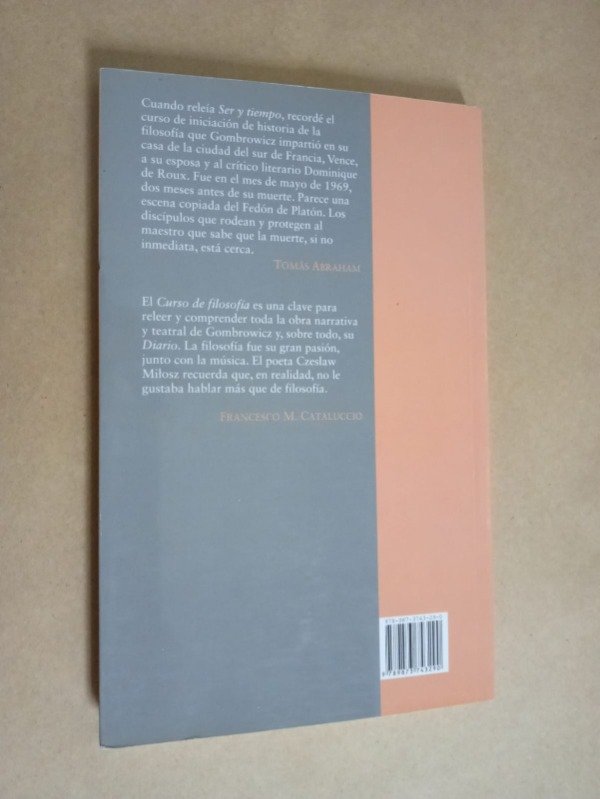 Cuando releía Ser y tiempo, recordé el
curso de iniciación de historia de la
filosofía que Gombrowicz impartió en su
casa de la ciudad del sur de Francia, Vence,
a su esposa y al crítico literario Dominique
de Roux. Fue en el mes de mayo de 1969,
dos meses antes de su muerte. Parece una
escena copiada del Fedón de Platón. Los
discípulos que rodean y protegen al
maestro que sabe que la muerte, si no
inmediata, está cerca.
Tomás Abraham
El Curso de filosofía es una clave para
releer y comprender toda la obra narrativa
y teatral de Gombrowicz y, sobre todo, su
Diario. La filosofía fue su gran pasión,
junto con la música. El poeta Czesław
Miłosz recuerda que, en realidad, no le
gustaba hablar más que de filosofía.
Francesco M. Cataluccio